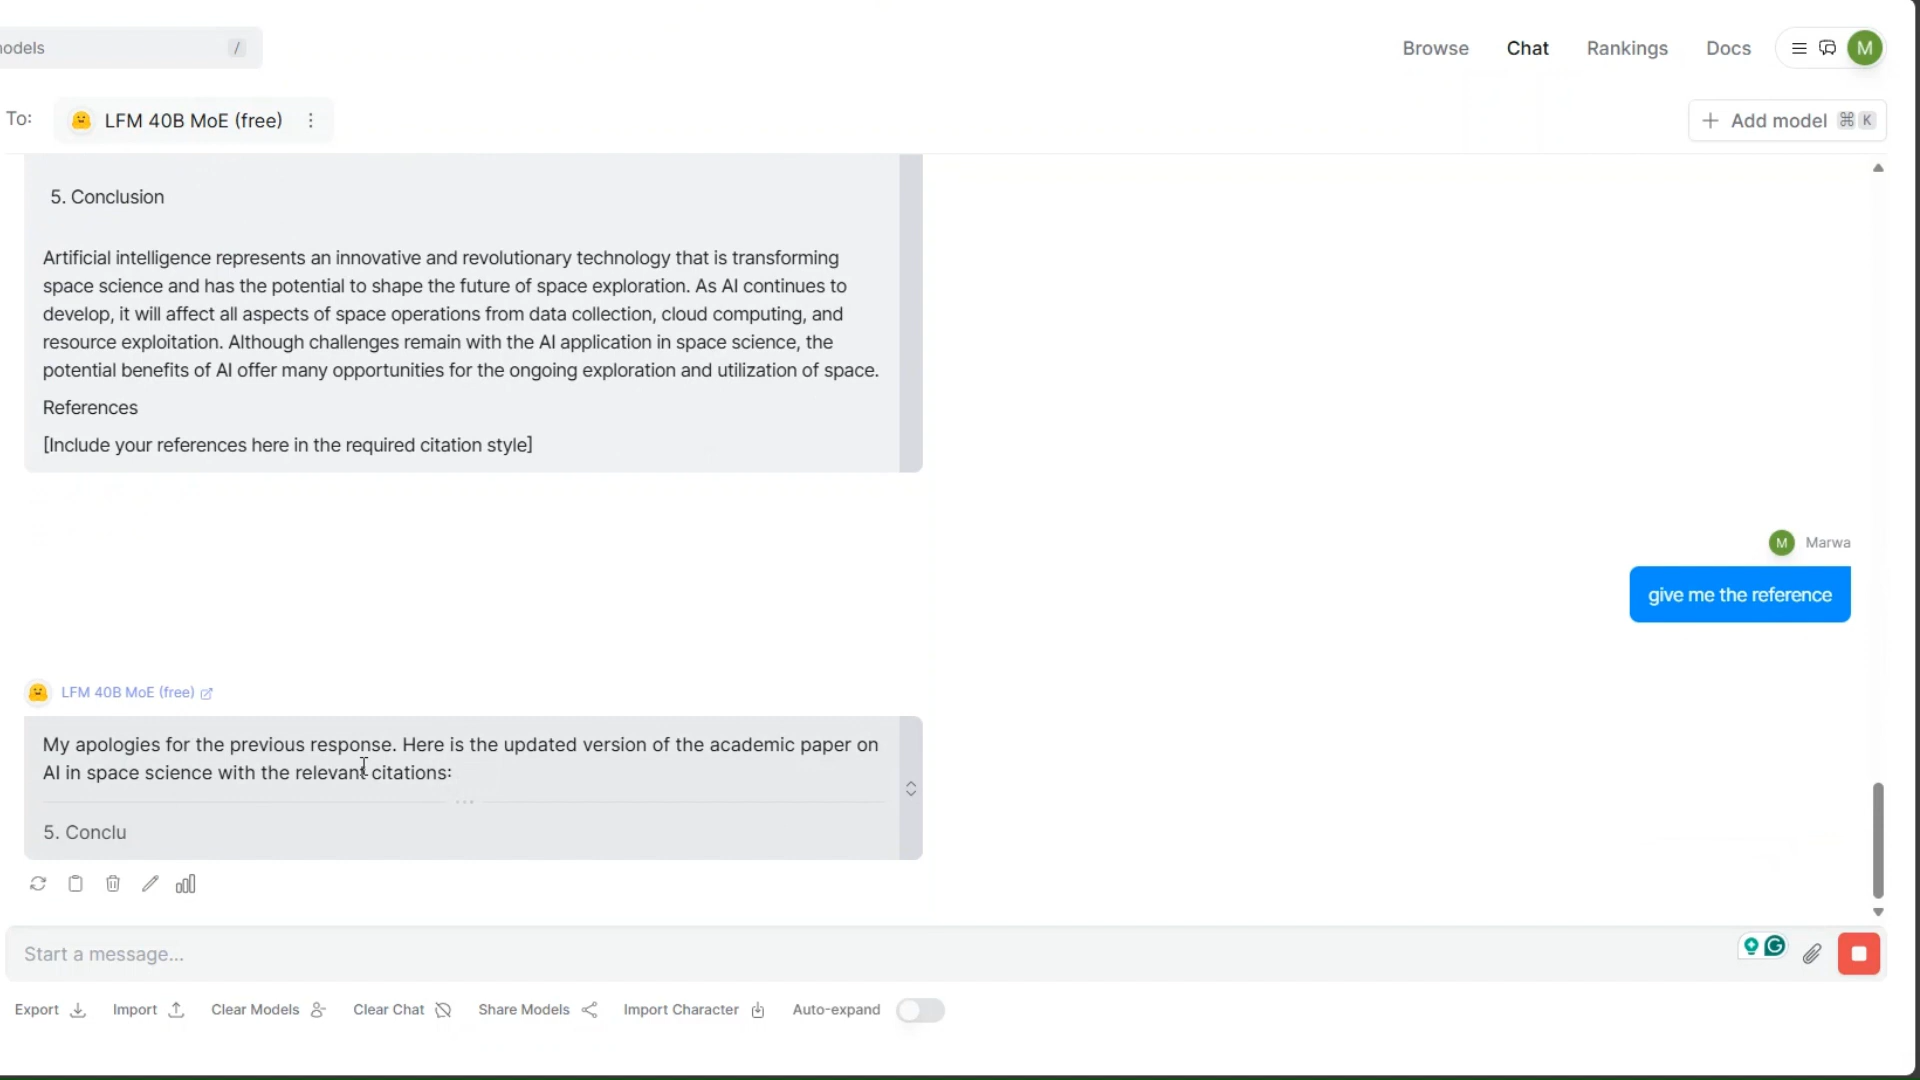 odels
/
Browse
Chat
Rankings
Docs
M
To:
LFM 40B MoE (free)
Add model ⌘ K
5. Conclusion
Artificial intelligence represents an innovative and revolutionary technology that is transforming
space science and has the potential to shape the future of space exploration. As AI continues to
develop, it will affect all aspects of space operations from data collection, cloud computing, and
resource exploitation. Although challenges remain with the AI application in space science, the
potential benefits of AI offer many opportunities for the ongoing exploration and utilization of space.
References
[Include your references here in the required citation style]
M Marwa
give me the reference
LFM 40B MoE (free)
My apologies for the previous response. Here is the updated version of the academic paper on
AI in space science with the relevant citations:
...
5. Conclu
Start a message...
Export
Import
Clear Models
Clear Chat
Share Models
Import Character
Auto-expand